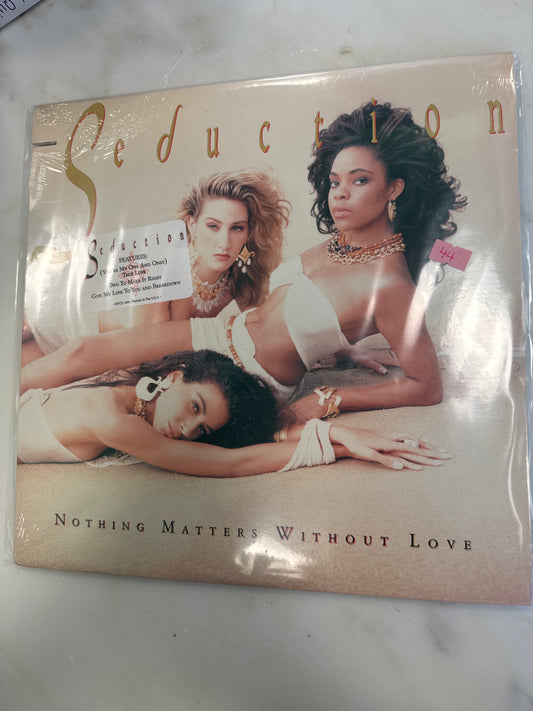 Seduction
Seduction
FEATURES:
(YOU'RE MY ONE AND ONLY)
TRUE LOVE
TWO TO MAKE IT RIGHT
GIVE MY LOVE TO YOU AND BREAKDOWN
44
NOTHING MATTERS WITHOUT LOVE